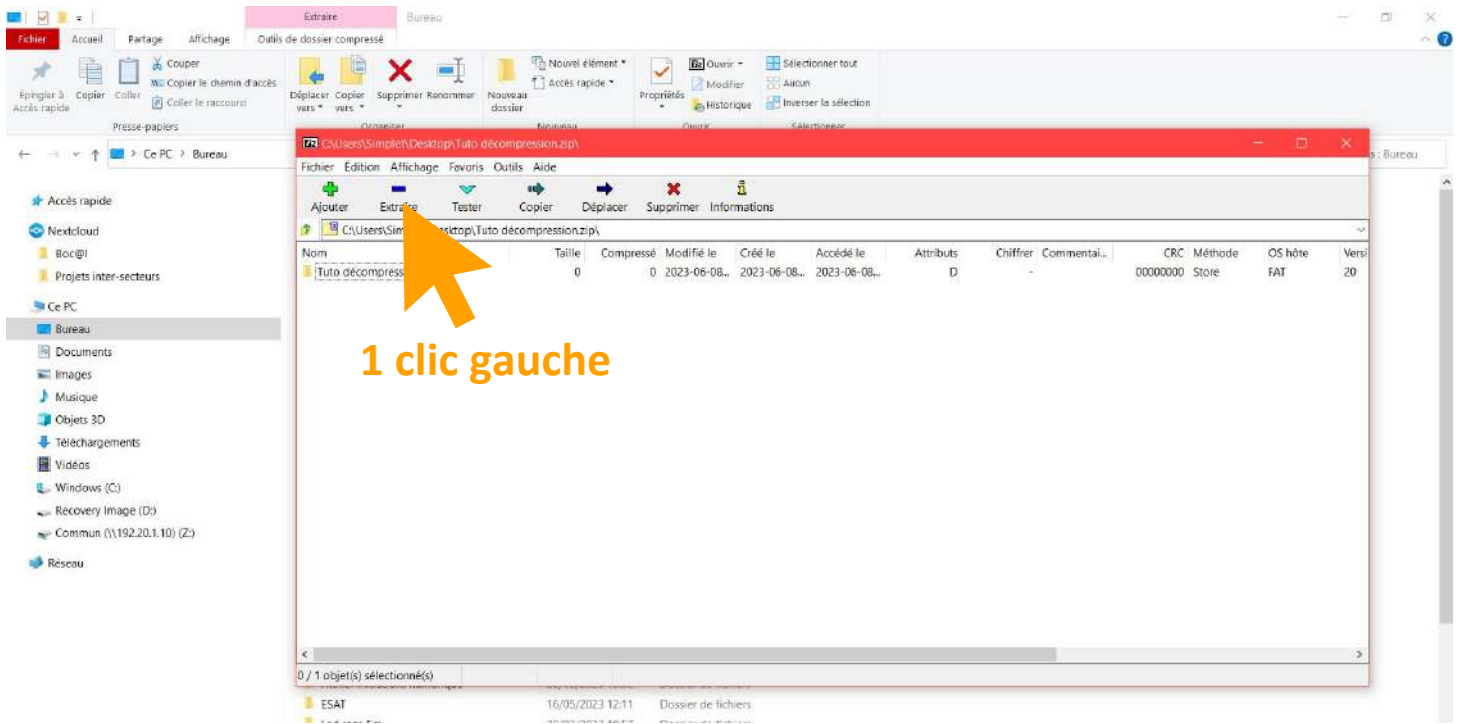 Extraire Bureau
Fichier Accueil Partage Affichage Outils de dossier compressé
Épingler à Accès rapide
Copier
Coller
Couper
Copier le chemin d'accès
Coller le raccourci
Déplacer vers
Copier vers
Supprimer Renommer
Nouveau dossier
Nouvel élément
Accès rapide
Propriétés
Ouvrir
Modifier
Historique
Sélectionner tout
Aucun
Inverser la sélection
Presse-papiers Organiser Nouveau Ouvrir Sélectionner
Ce PC > Bureau
: Bureau
Accès rapide
Nextcloud
Boc@l
Projets inter-secteurs
Ce PC
Bureau
Documents
Images
Musique
Objets 3D
Téléchargements
Vidéos
Windows (C:)
Recovery Image (D:)
Commun (\\192.20.1.10) (Z:)
Réseau
C:\Users\Simplet\Desktop\Tuto décompression.zip\
Fichier Édition Affichage Favoris Outils Aide
Ajouter Extraire Tester Copier Déplacer Supprimer Informations
C:\Users\Sim sktop\Tuto décompression.zip\
Nom Taille Compressé Modifié le Créé le Accédé le Attributs Chiffrer Commentai... CRC Méthode OS hôte Versi
Tuto décompress 0 0 2023-06-08... 2023-06-08... 2023-06-08... D - 00000000 Store FAT 20
1 clic gauche
0 / 1 objet(s) sélectionné(s)
ESAT 16/05/2023 12:11 Dossier de fichiers